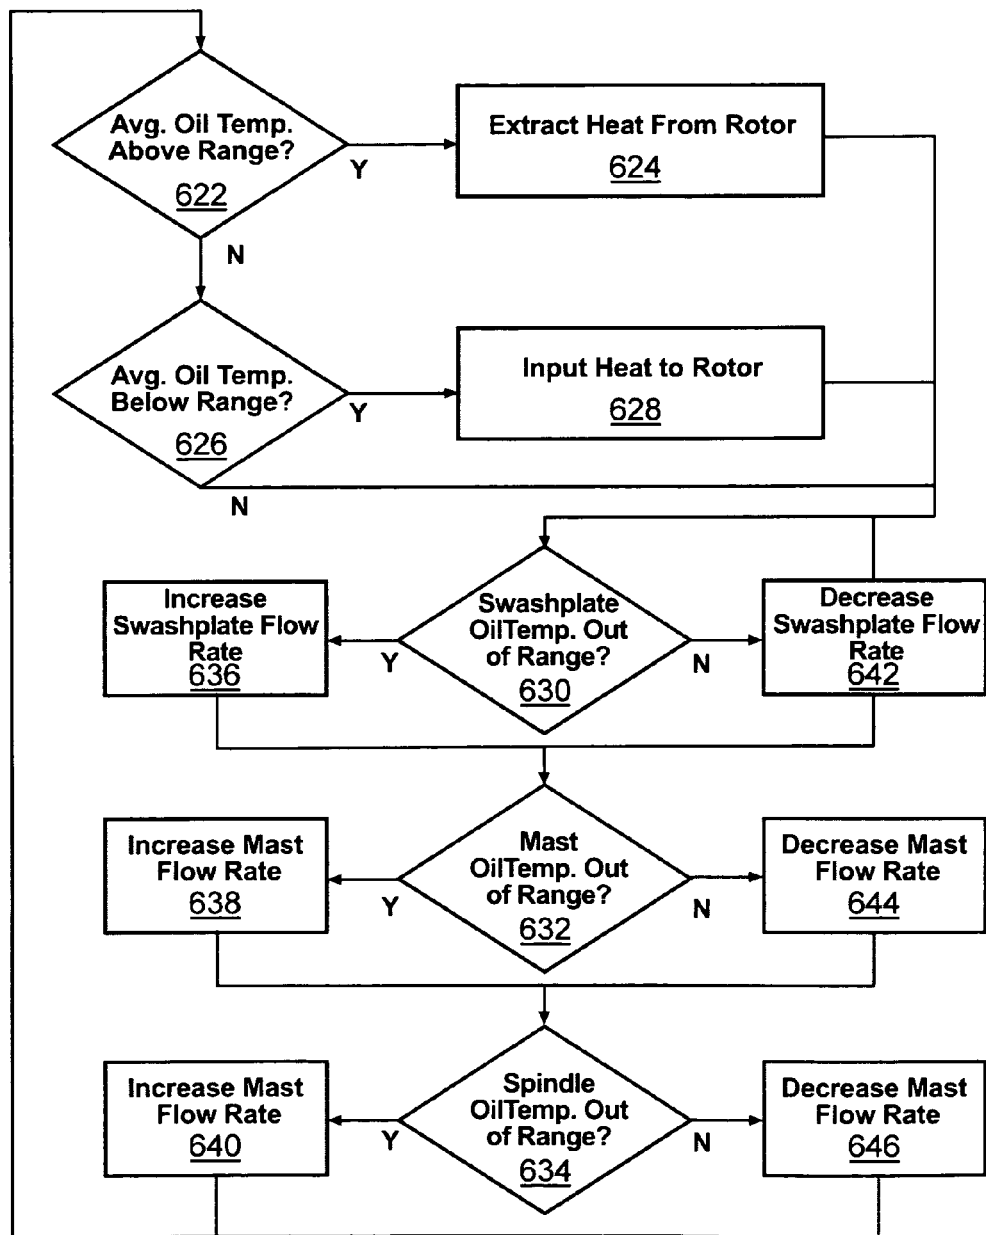 Avg. Oil Temp.
Above Range?
622
Y
N
Extract Heat From Rotor
624
Avg. Oil Temp.
Below Range?
626
Y
N
Input Heat to Rotor
628
Swashplate
OilTemp. Out
of Range?
630
Y
N
Increase
Swashplate Flow
Rate
636
Decrease
Swashplate Flow
Rate
642
Mast
OilTemp. Out
of Range?
632
Y
N
Increase Mast
Flow Rate
638
Decrease Mast
Flow Rate
644
Spindle
OilTemp. Out
of Range?
634
Y
N
Increase Mast
Flow Rate
640
Decrease Mast
Flow Rate
646